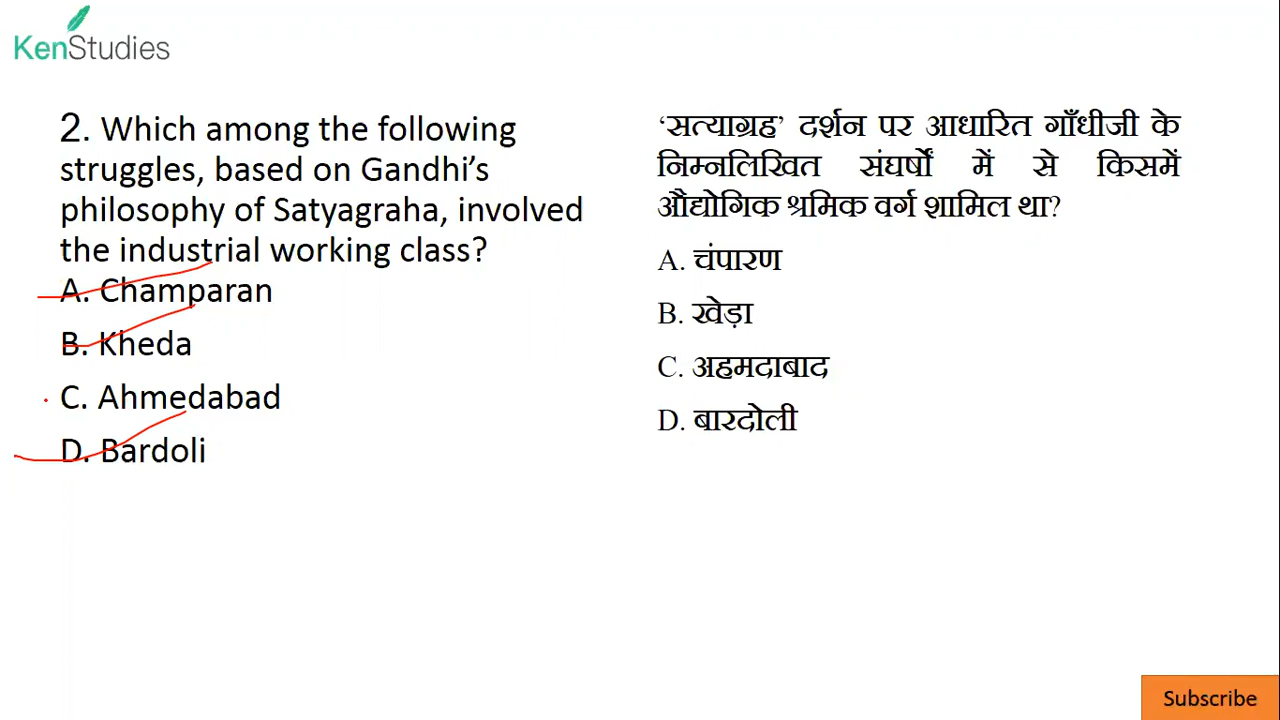 KenStudies
2. Which among the following
struggles, based on Gandhi’s
philosophy of Satyagraha, involved
the industrial working class?
A. Champaran
B. Kheda
C. Ahmedabad
D. Bardoli
‘सत्याग्रह’ दर्शन पर आधारित गाँधीजी के
निम्नलिखित संघर्षों में से किसमें
औद्योगिक श्रमिक वर्ग शामिल था?
A. चंपारण
B. खेड़ा
C. अहमदाबाद
D. बारदोली
Subscribe